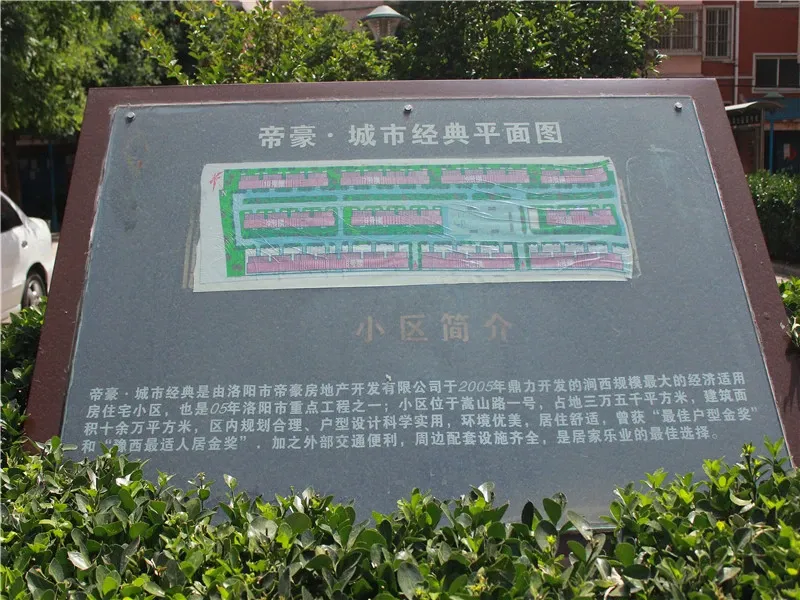 帝豪·城市经典平面图
小区简介
帝豪·城市经典是由洛阳市帝豪房地产开发有限公司于2005年鼎力开发的涧西规模最大的经济适用
房住宅小区，也是05年洛阳市重点工程之一；小区位于嵩山路一号，占地三万五千平方米，建筑面
积十余万平方米，区内规划合理、户型设计科学实用，环境优美，居住舒适，曾获“最佳户型金奖”
和“豫西最适人居金奖”．加之外部交通便利，周边配套设施齐全，是居家乐业的最佳选择。